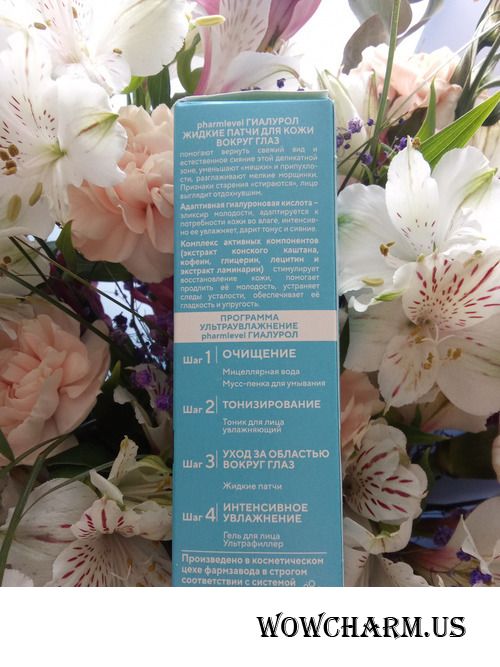 pharmlevel ГИАЛУРОЛ
ЖИДКИЕ ПАТЧИ ДЛЯ КОЖИ
ВОКРУГ ГЛАЗ
помогают вернуть свежий вид и
естественное сияние этой деликатной
зоне, уменьшают «мешки» и припухло-
сти, разглаживают мелкие морщинки.
Признаки старения «стираются», лицо
выглядит отдохнувшим.
Адаптивная гиалуроновая кислота –
эликсир молодости, адаптируется к
потребности кожи во влаге, интенсив-
но ее увлажняет, дарит тонус и сияние.
Комплекс активных компонентов
(экстракт конского каштана,
кофеин, глицерин, лецитин и
экстракт ламинарии) стимулирует
восстановление кожи, помогает
продлить её молодость, устраняет
следы усталости, обеспечивает её
гладкость и упругость.
ПРОГРАММА
УЛЬТРАУВЛАЖНЕНИЕ
pharmlevel ГИАЛУРОЛ
Шаг 1 ОЧИЩЕНИЕ
Мицеллярная вода
Мусс-пенка для умывания
Шаг 2 ТОНИЗИРОВАНИЕ
Тоник для лица
увлажняющий
Шаг 3 УХОД ЗА ОБЛАСТЬЮ
ВОКРУГ ГЛАЗ
Жидкие патчи
Шаг 4 ИНТЕНСИВНОЕ
УВЛАЖНЕНИЕ
Гель для лица
Ультрафиллер
Произведено в косметическом
цехе фармзавода в строгом
соответствии с системой
WOWCHARM.US